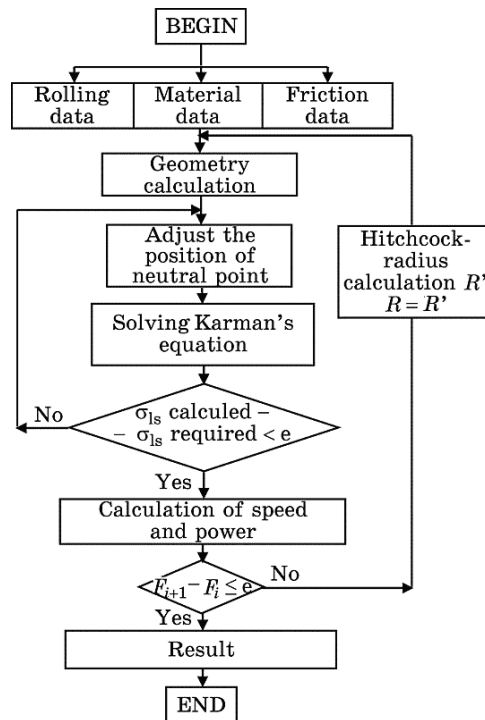 BEGIN
Rolling
data
Material
data
Friction
data
Geometry
calculation
Adjust the
position of
neutral point
Hitchcock-
radius
calculation R'
R = R'
Solving Karman's
equation
No
σls calculed –
– σls required < e
Yes
Calculation of speed
and power
Fi+1 – Fi ≤ e
No
Yes
Result
END